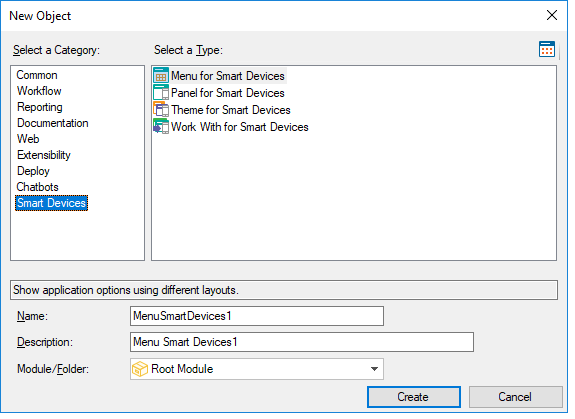 New Object
Select a Category:
Select a Type:
Common
Workflow
Reporting
Documentation
Web
Extensibility
Deploy
Chatbots
Smart Devices
Menu for Smart Devices
Panel for Smart Devices
Theme for Smart Devices
Work With for Smart Devices
Show application options using different layouts.
Name: MenuSmartDevices1
Description: Menu Smart Devices1
Module/Folder: Root Module
Create Cancel